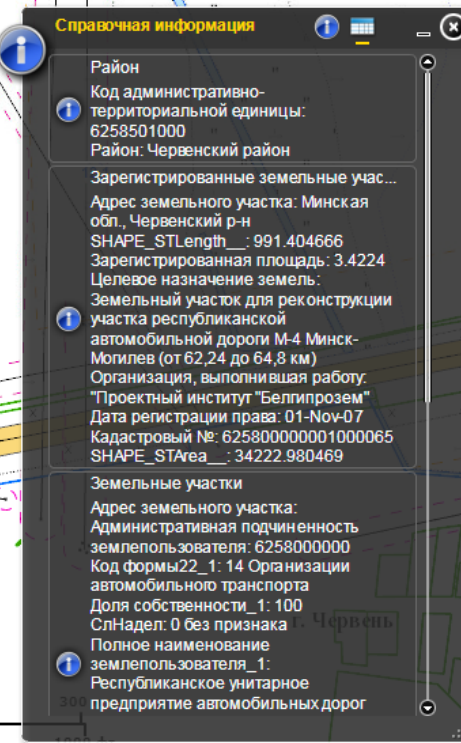 Справочная информация
Район
Код административно-
территориальной единицы:
6258501000
Район: Червенский район
Зарегистрированные земельные учас...
Адрес земельного участка: Минская
обл., Червенский р-н
SHAPE_STLength__: 991.404666
Зарегистрированная площадь: 3.4224
Целевое назначение земель:
Земельный участок для реконструкции
участка республиканской
автомобильной дороги М-4 Минск-
Могилев (от 62,24 до 64,8 км)
Организация, выполнившая работу:
"Проектный институт "Белгипрозем"
Дата регистрации права: 01-Nov-07
Кадастровый №: 625800000001000065
SHAPE_STArea__: 34222.980469
Земельные участки
Адрес земельного участка:
Административная подчиненность
землепользователя: 6258000000
Код формы22_1: 14 Организации
автомобильного транспорта
Доля собственности_1: 100
СлНадел: 0 без признака
г. Червень
Полное наименование
землепользователя_1:
Республиканское унитарное
предприятие автомобильных дорог
300